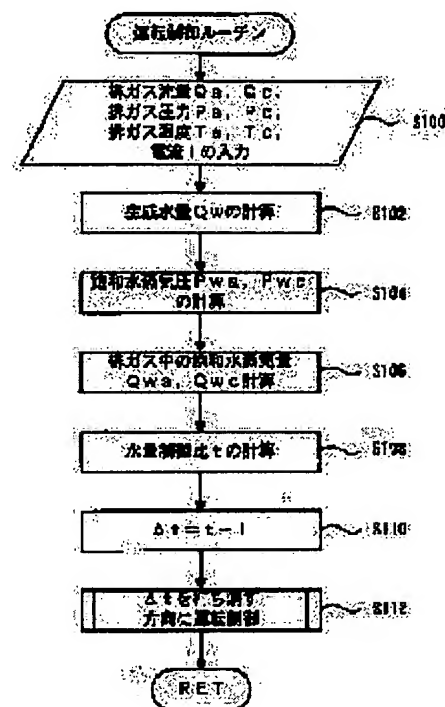 運転制御ルーチン
排ガス流量Qa, Qc,
排ガス圧力Pa, Pc,
排ガス温度Ta, Tc,
電流Iの入力
S100
生成水量Qwの計算
S102
飽和水蒸気圧Pwa, Pwc
の計算
S104
排ガス中の飽和水蒸気量
Qwa, Qwc計算
S106
水量制御比tの計算
S108
Δt=t-1
S110
Δtを打ち消す
方向に運転制御
S112
RET